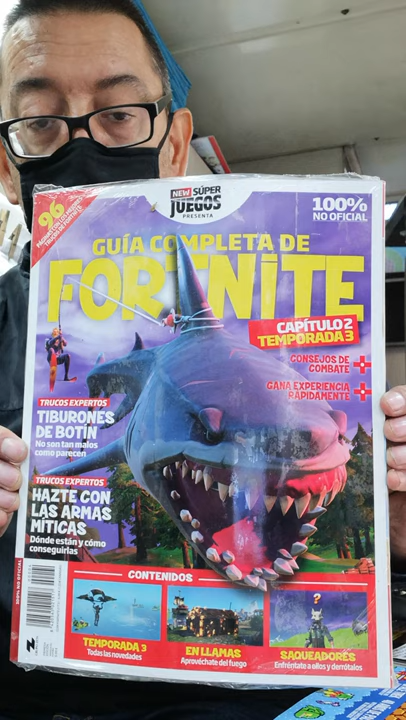 NEW SÚPER
JUEGOS
PRESENTA
100%
NO OFICIAL
96
GUÍA COMPLETA DE
FORTNITE
CAPÍTULO 2
TEMPORADA 3
CONSEJOS DE
COMBATE
GANA EXPERIENCIA
RÁPIDAMENTE
TRUCOS EXPERTOS
TIBURONES
DE BOTÍN
No son tan malos
como parecen
TRUCOS EXPERTOS
HAZTE CON
LAS ARMAS
MÍTICAS
Dónde están y cómo
conseguirlas
100% NO OFICIAL
CONTENIDOS
?
TEMPORADA 3
Todas las novedades
EN LLAMAS
Aprovéchate del fuego
SAQUEADORES
Enfréntate a ellos y derrótalos